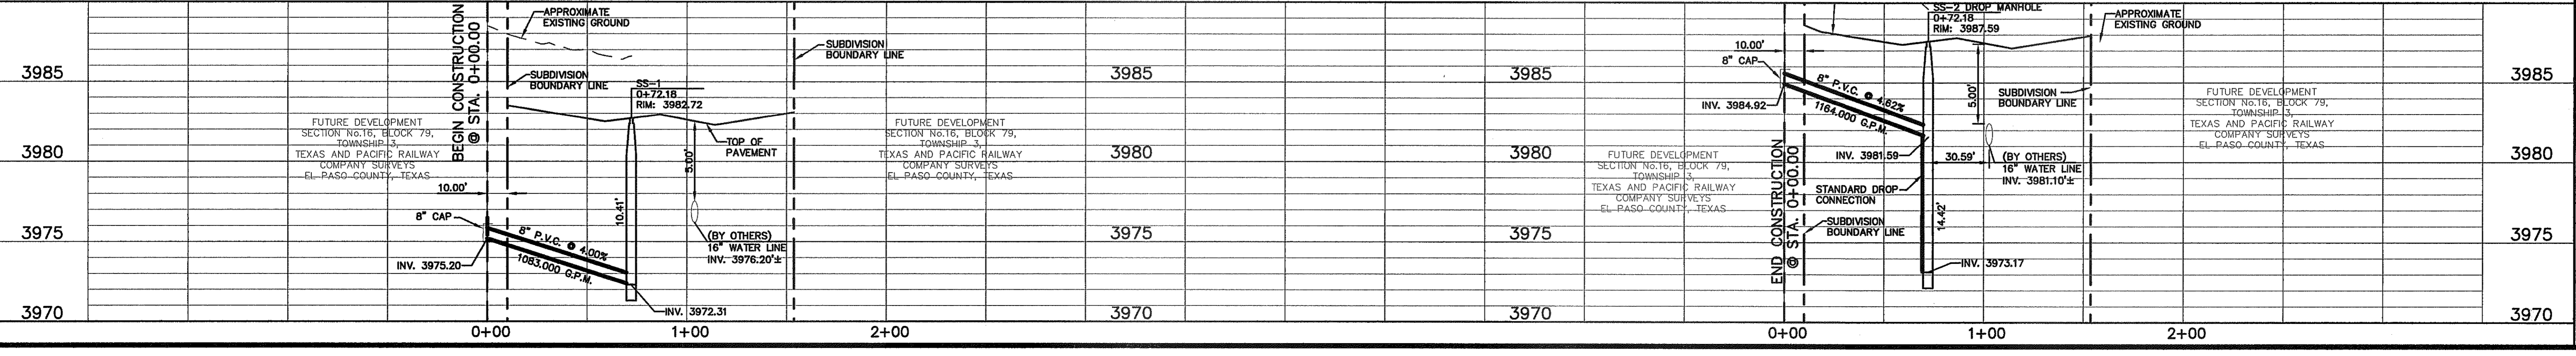 APPROXIMATE
EXISTING GROUND
BEGIN CONSTRUCTION
@ STA. 0+00.00
SUBDIVISION
BOUNDARY LINE
SUBDIVISION
BOUNDARY LINE
3985
SS-1
0+72.18
RIM: 3982.72
FUTURE DEVELOPMENT
SECTION No.16, BLOCK 79,
TOWNSHIP 3,
TEXAS AND PACIFIC RAILWAY
COMPANY SURVEYS
EL PASO COUNTY, TEXAS
TOP OF
PAVEMENT
5.00'
FUTURE DEVELOPMENT
SECTION No.16, BLOCK 79,
TOWNSHIP 3,
TEXAS AND PACIFIC RAILWAY
COMPANY SURVEYS
EL PASO COUNTY, TEXAS
3980
10.00'
8" CAP
10.41'
8" P.V.C. @ 4.00%
1083.000 G.P.M.
(BY OTHERS)
16" WATER LINE
INV. 3976.20'±
3975
INV. 3975.20
INV. 3972.31
3970
0+00
1+00
2+00
3985
3980
3975
3970
3985
3980
3975
3970
SS-2 DROP MANHOLE
0+72.18
RIM: 3987.59
APPROXIMATE
EXISTING GROUND
10.00'
8" CAP
8" P.V.C. @ 4.62%
1164.000 G.P.M.
INV. 3984.92
5.00'
SUBDIVISION
BOUNDARY LINE
FUTURE DEVELOPMENT
SECTION No.16, BLOCK 79,
TOWNSHIP 3,
TEXAS AND PACIFIC RAILWAY
COMPANY SURVEYS
EL PASO COUNTY, TEXAS
3985
END CONSTRUCTION
@ STA. 0+00.00
FUTURE DEVELOPMENT
SECTION No.16, BLOCK 79,
TOWNSHIP 3,
TEXAS AND PACIFIC RAILWAY
COMPANY SURVEYS
EL PASO COUNTY, TEXAS
INV. 3981.59
30.59'
(BY OTHERS)
16" WATER LINE
INV. 3981.10'±
3980
STANDARD DROP
CONNECTION
14.42'
SUBDIVISION
BOUNDARY LINE
3975
INV. 3973.17
3970
0+00
1+00
2+00